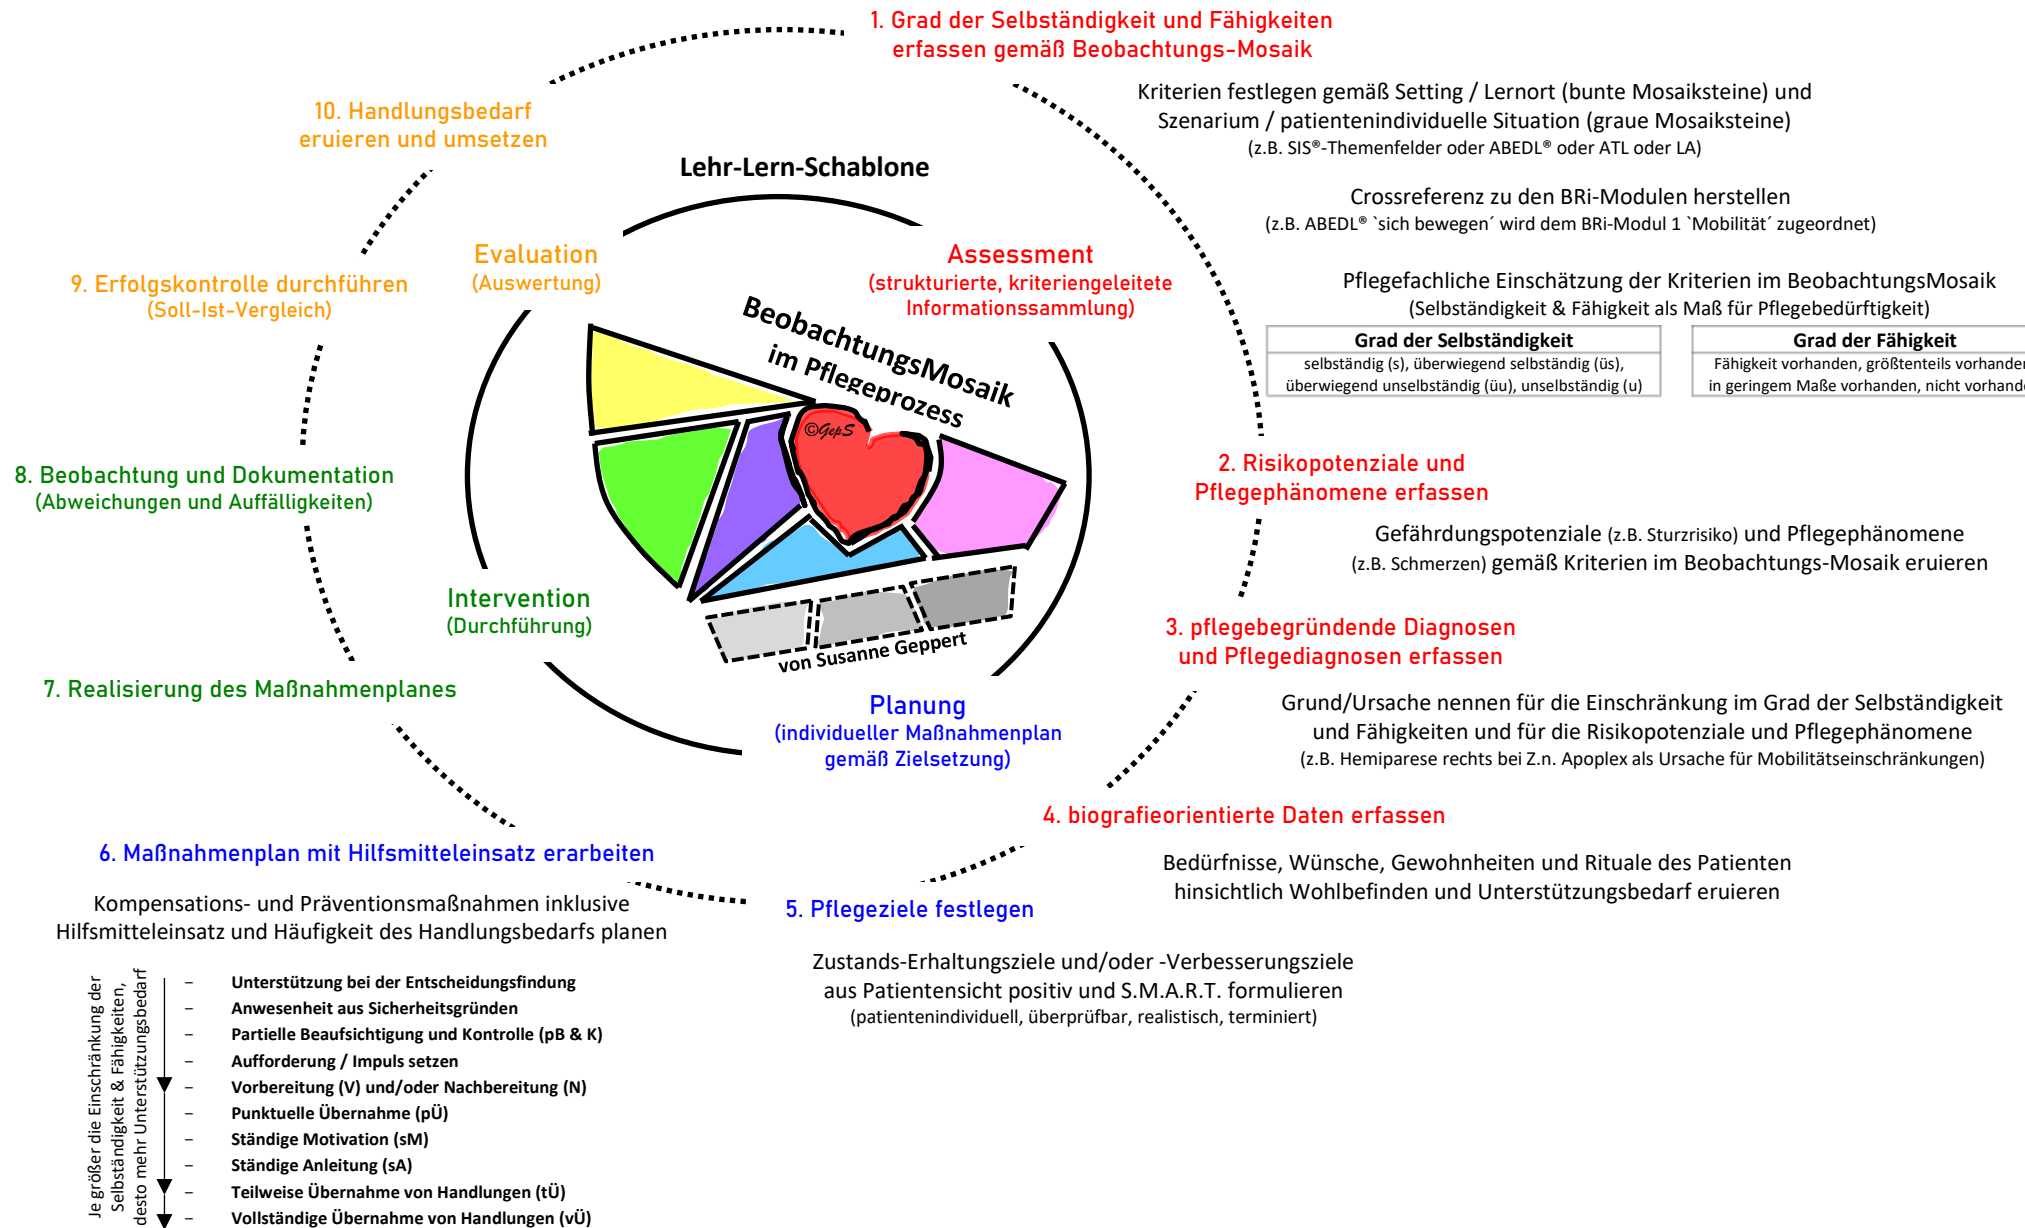 1. Grad der Selbständigkeit und Fähigkeiten
erfassen gemäß Beobachtungs-Mosaik
Kriterien festlegen gemäß Setting / Lernort (bunte Mosaiksteine) und
Szenarium / patientenindividuelle Situation (graue Mosaiksteine)
(z.B. SIS®-Themenfelder oder ABEDL® oder ATL oder LA)
Crossreferenz zu den BRi-Modulen herstellen
(z.B. ABEDL® `sich bewegen´ wird dem BRi-Modul 1 `Mobilität´ zugeordnet)
Pflegefachliche Einschätzung der Kriterien im BeobachtungsMosaik
(Selbständigkeit & Fähigkeit als Maß für Pflegebedürftigkeit)
Grad der Selbständigkeit
selbständig (s), überwiegend selbständig (üs),
überwiegend unselbständig (üu), unselbständig (u)
Grad der Fähigkeit
Fähigkeit vorhanden, größtenteils vorhanden
in geringem Maße vorhanden, nicht vorhande
2. Risikopotenziale und
Pflegephänomene erfassen
Gefährdungspotenziale (z.B. Sturzrisiko) und Pflegephänomene
(z.B. Schmerzen) gemäß Kriterien im Beobachtungs-Mosaik eruieren
3. pflegebegründende Diagnosen
und Pflegediagnosen erfassen
Grund/Ursache nennen für die Einschränkung im Grad der Selbständigkeit
und Fähigkeiten und für die Risikopotenziale und Pflegephänomene
(z.B. Hemiparese rechts bei Z.n. Apoplex als Ursache für Mobilitätseinschränkungen)
4. biografieorientierte Daten erfassen
Bedürfnisse, Wünsche, Gewohnheiten und Rituale des Patienten
hinsichtlich Wohlbefinden und Unterstützungsbedarf eruieren
5. Pflegeziele festlegen
Zustands-Erhaltungsziele und/oder -Verbesserungsziele
aus Patientensicht positiv und S.M.A.R.T. formulieren
(patientenindividuell, überprüfbar, realistisch, terminiert)
6. Maßnahmenplan mit Hilfsmitteleinsatz erarbeiten
Kompensations- und Präventionsmaßnahmen inklusive
Hilfsmitteleinsatz und Häufigkeit des Handlungsbedarfs planen
Je größer die Einschränkung der
Selbständigkeit & Fähigkeiten,
desto mehr Unterstützungsbedarf
– Unterstützung bei der Entscheidungsfindung
– Anwesenheit aus Sicherheitsgründen
– Partielle Beaufsichtigung und Kontrolle (pB & K)
– Aufforderung / Impuls setzen
– Vorbereitung (V) und/oder Nachbereitung (N)
– Punktuelle Übernahme (pÜ)
– Ständige Motivation (sM)
– Ständige Anleitung (sA)
– Teilweise Übernahme von Handlungen (tÜ)
– Vollständige Übernahme von Handlungen (vÜ)
7. Realisierung des Maßnahmenplanes
8. Beobachtung und Dokumentation
(Abweichungen und Auffälligkeiten)
9. Erfolgskontrolle durchführen
(Soll-Ist-Vergleich)
10. Handlungsbedarf
eruieren und umsetzen
Lehr-Lern-Schablone
Assessment
(strukturierte, kriteriengeleitete
Informationssammlung)
Planung
(individueller Maßnahmenplan
gemäß Zielsetzung)
Intervention
(Durchführung)
Evaluation
(Auswertung)
BeobachtungsMosaik
im Pflegeprozess
©GepS
von Susanne Geppert